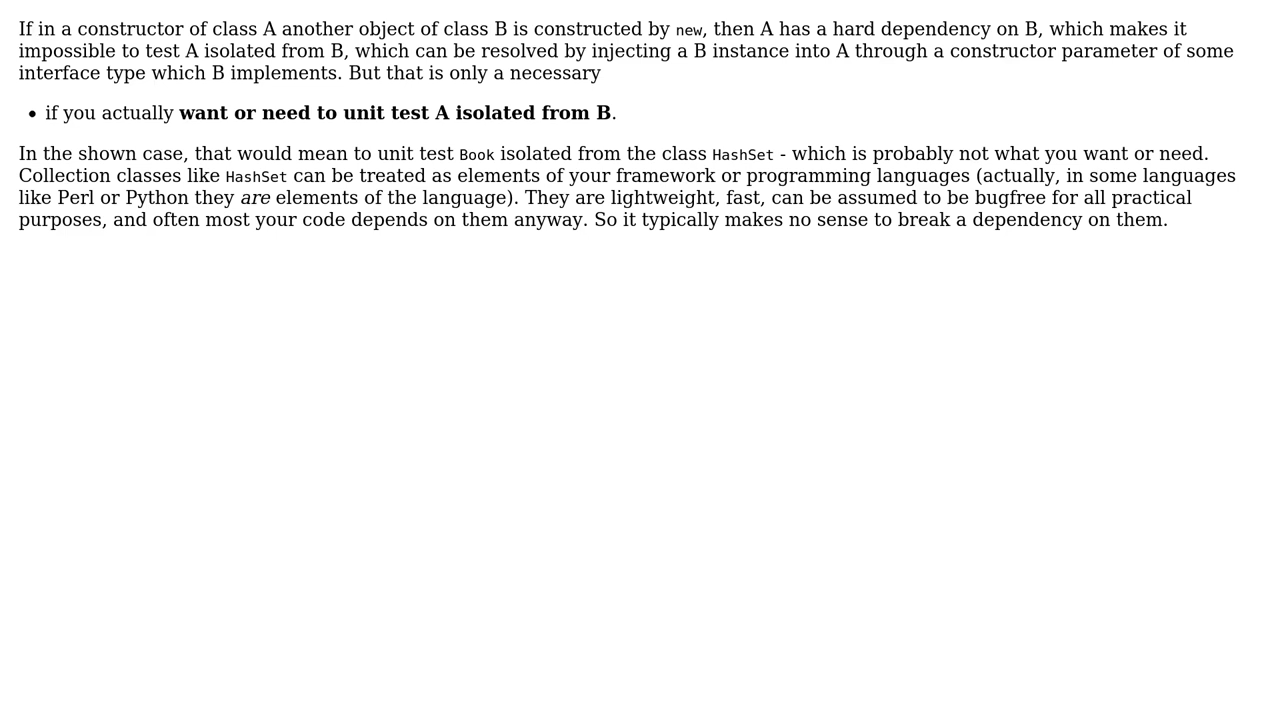 If in a constructor of class A another object of class B is constructed by new, then A has a hard dependency on B, which makes it
impossible to test A isolated from B, which can be resolved by injecting a B instance into A through a constructor parameter of some
interface type which B implements. But that is only a necessary
• if you actually want or need to unit test A isolated from B.
In the shown case, that would mean to unit test Book isolated from the class HashSet - which is probably not what you want or need.
Collection classes like HashSet can be treated as elements of your framework or programming languages (actually, in some languages
like Perl or Python they are elements of the language). They are lightweight, fast, can be assumed to be bugfree for all practical
purposes, and often most your code depends on them anyway. So it typically makes no sense to break a dependency on them.